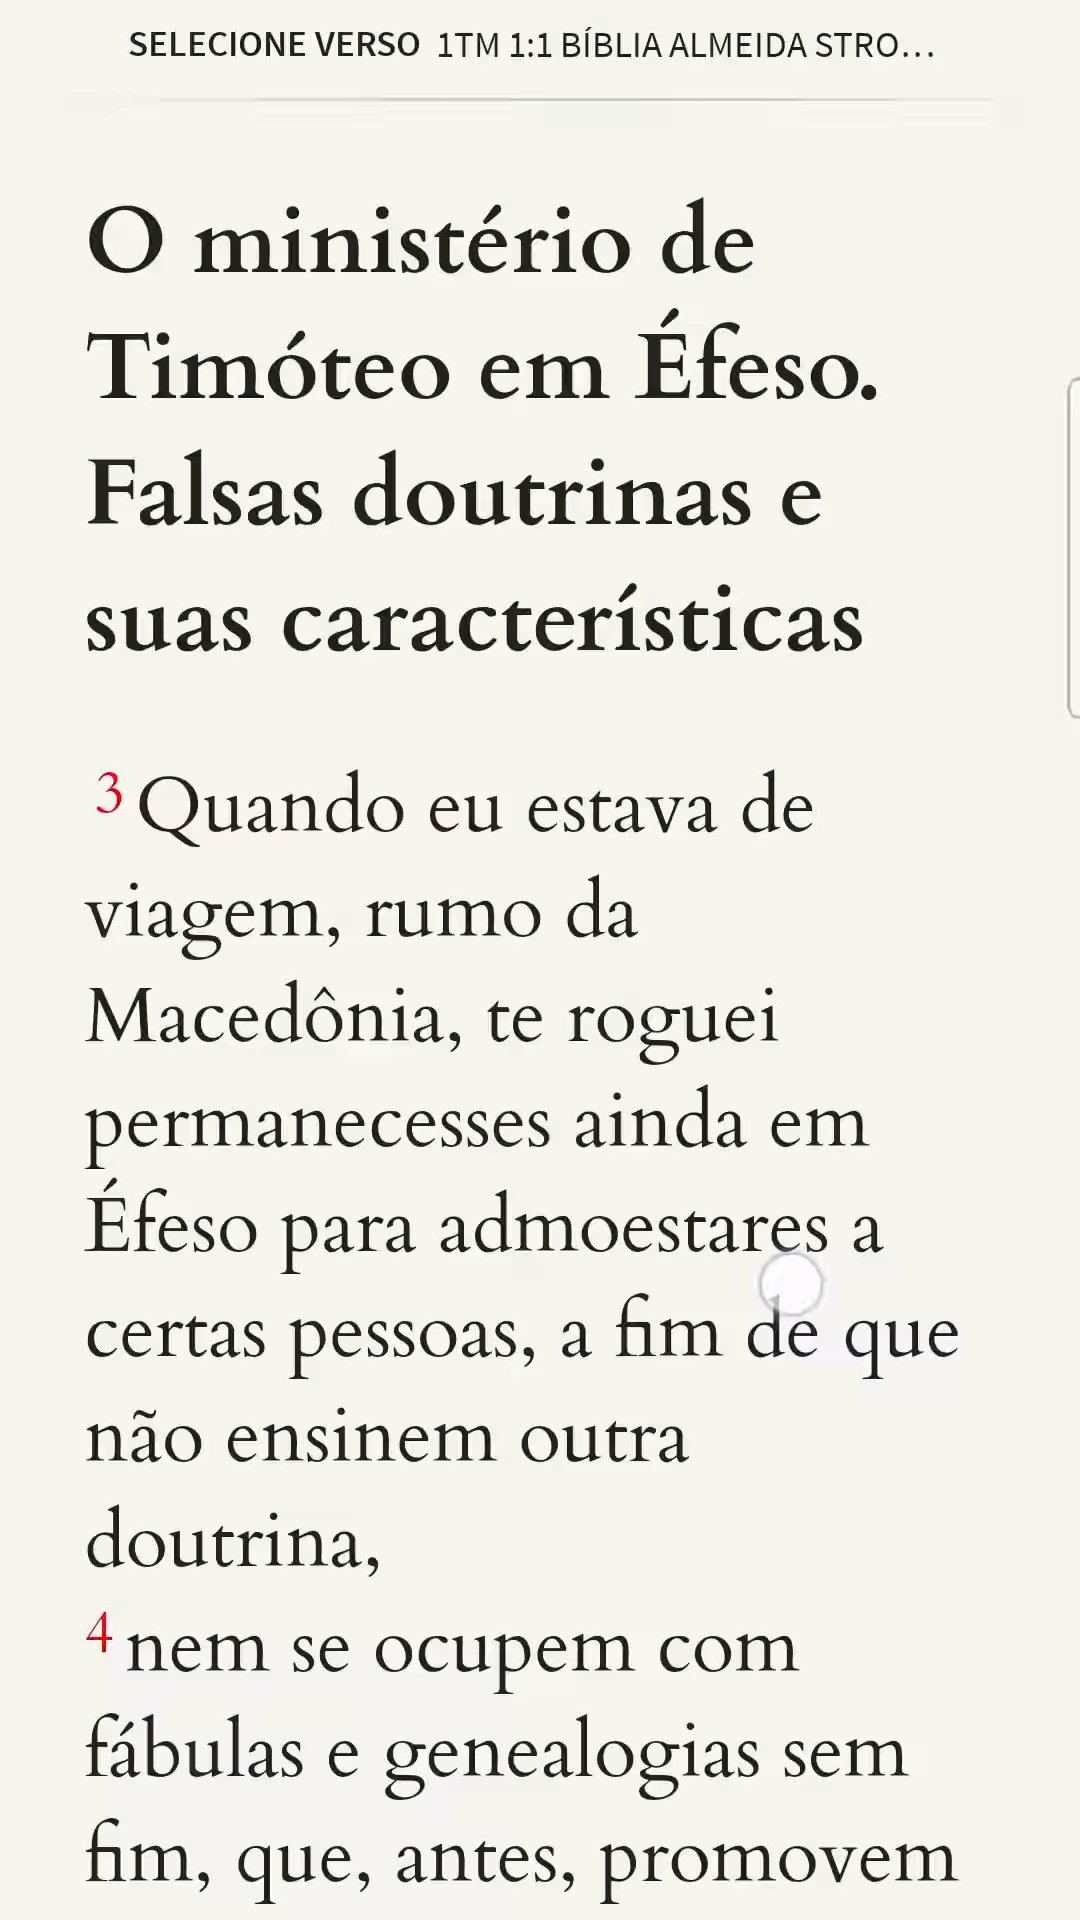 SELECIONE VERSO 1TM 1:1 BÍBLIA ALMEIDA STRO…
O ministério de
Timóteo em Éfeso.
Falsas doutrinas e
suas características
3 Quando eu estava de
viagem, rumo da
Macedônia, te roguei
permanecesses ainda em
Éfeso para admoestares a
certas pessoas, a fim de que
não ensinem outra
doutrina,
4 nem se ocupem com
fábulas e genealogias sem
fim, que, antes, promovem